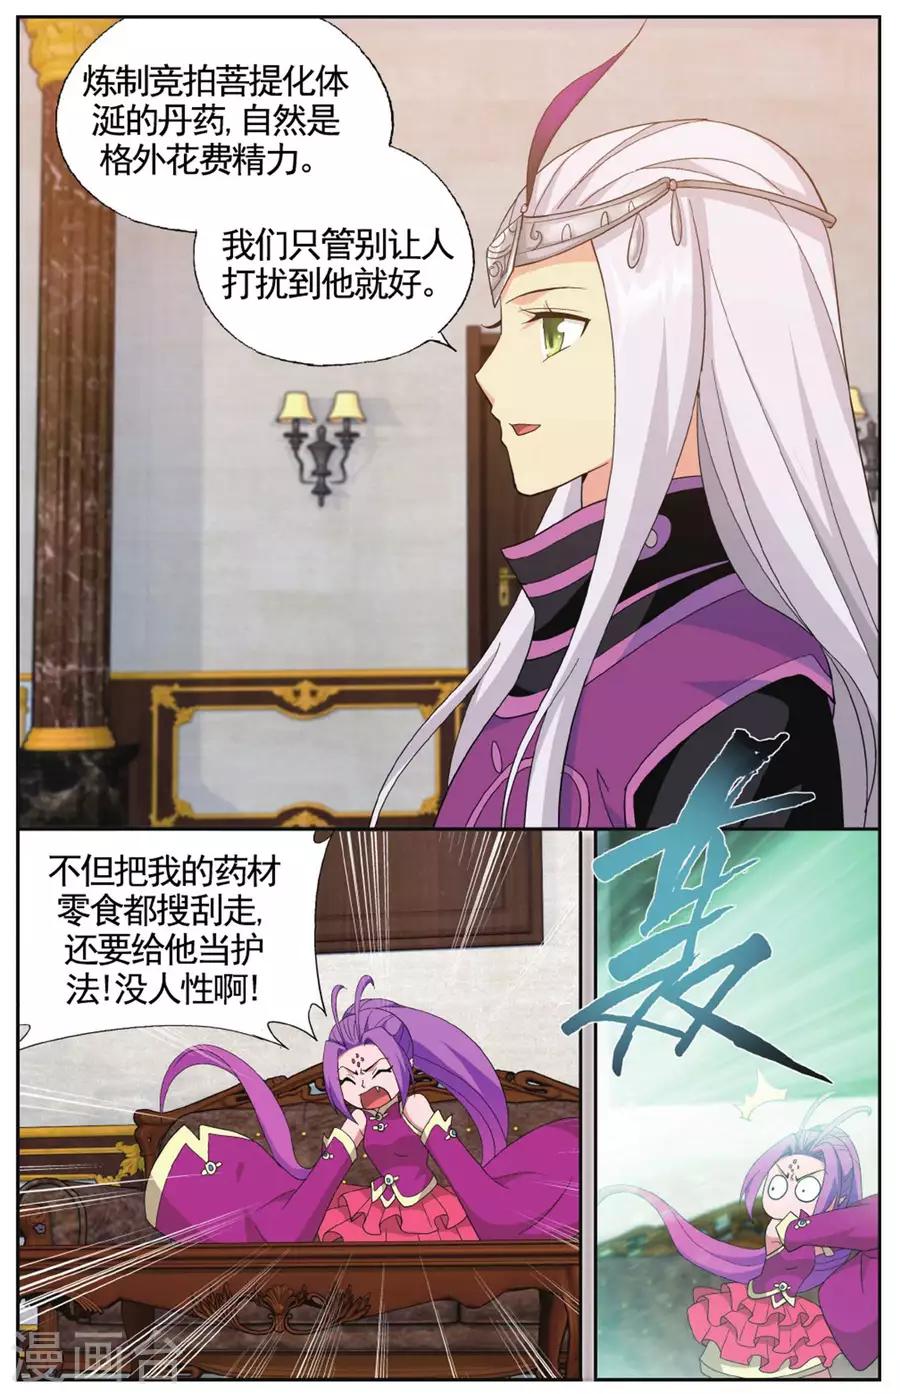 炼制竞拍菩提化体
涎的丹药，自然是
格外花费精力。
我们只管别让人
打扰到他就好。
不但把我的药材
零食都搜刮走，
还要给他当护
法！没人性啊！
轰
漫画台